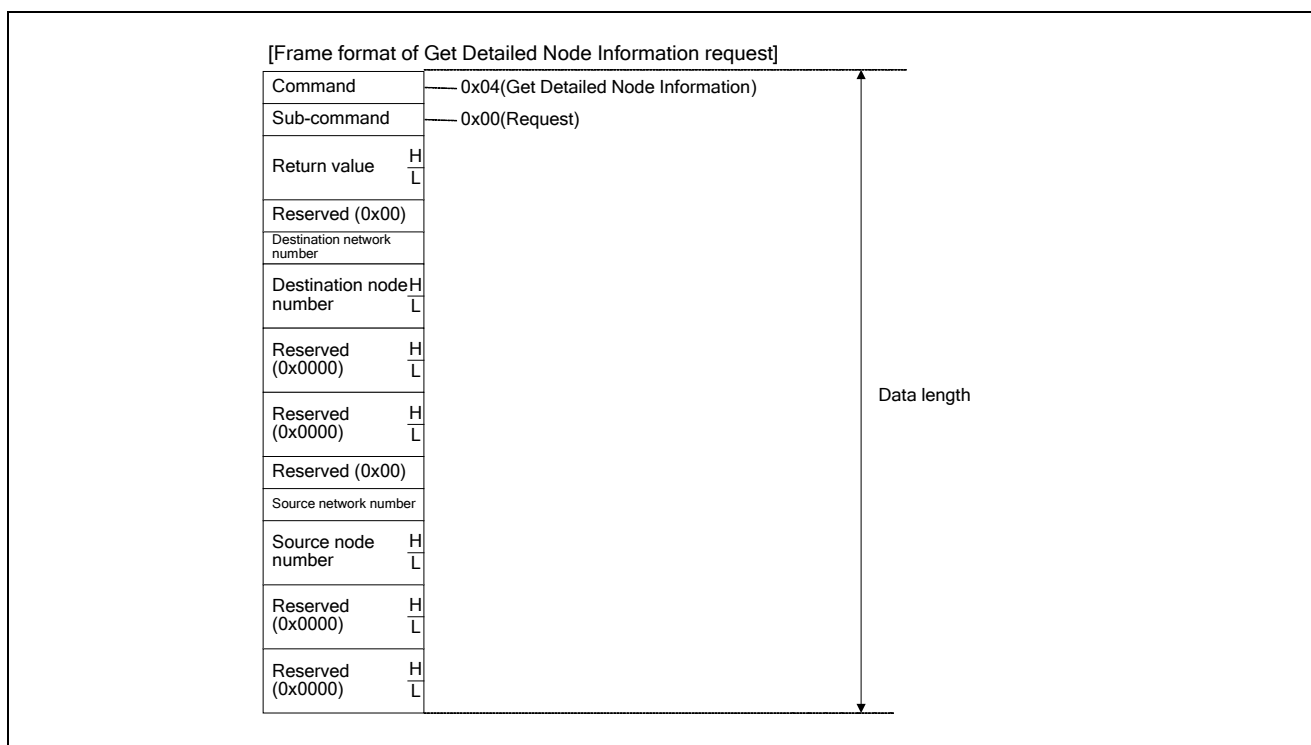 [Frame format of Get Detailed Node Information request]
Command
0x04(Get Detailed Node Information)
Sub-command
0x00(Request)
Return value
H
L
Reserved (0x00)
Destination network
number
Destination node
number
H
L
Reserved
(0x0000)
H
L
Reserved
(0x0000)
H
L
Data length
Reserved (0x00)
Source network number
Source node
number
H
L
Reserved
(0x0000)
H
L
Reserved
(0x0000)
H
L